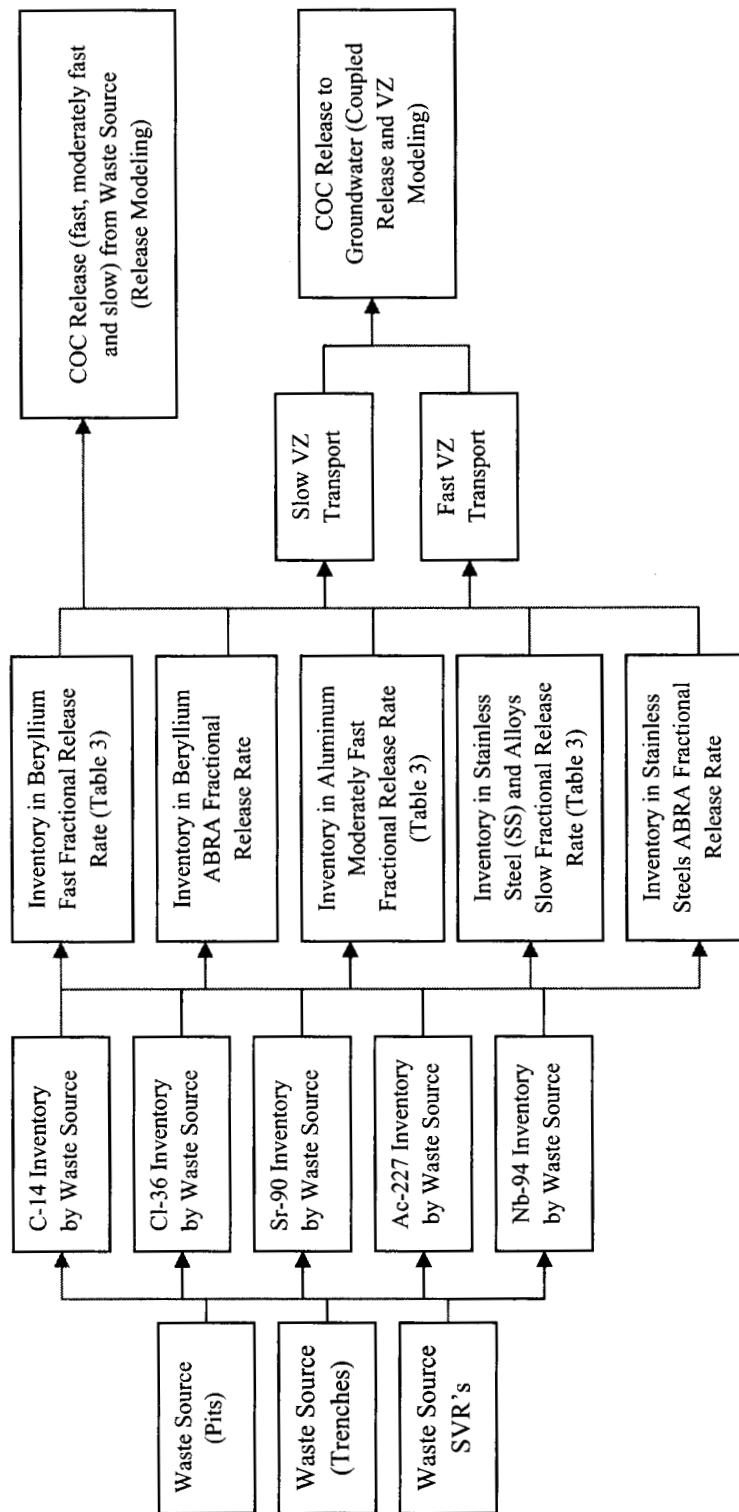 Waste Source
(Pits)
Waste Source
(Trenches)
Waste Source
SVR's
C-14 Inventory
by Waste Source
Cl-36 Inventory
by Waste Source
Sr-90 Inventory
by Waste Source
Ac-227 Inventory
by Waste Source
Nb-94 Inventory
by Waste Source
Inventory in Beryllium
Fast Fractional Release
Rate (Table 3)
Inventory in Beryllium
ABRA Fractional
Release Rate
Inventory in Aluminum
Moderately Fast
Fractional Release Rate
(Table 3)
Inventory in Stainless
Steel (SS) and Alloys
Slow Fractional Release
Rate (Table 3)
Inventory in Stainless
Steels ABRA Fractional
Release Rate
Slow VZ
Transport
Fast VZ
Transport
COC Release (fast, moderately fast
and slow) from Waste Source
(Release Modeling)
COC Release to
Groundwater (Coupled
Release and VZ
Modeling)